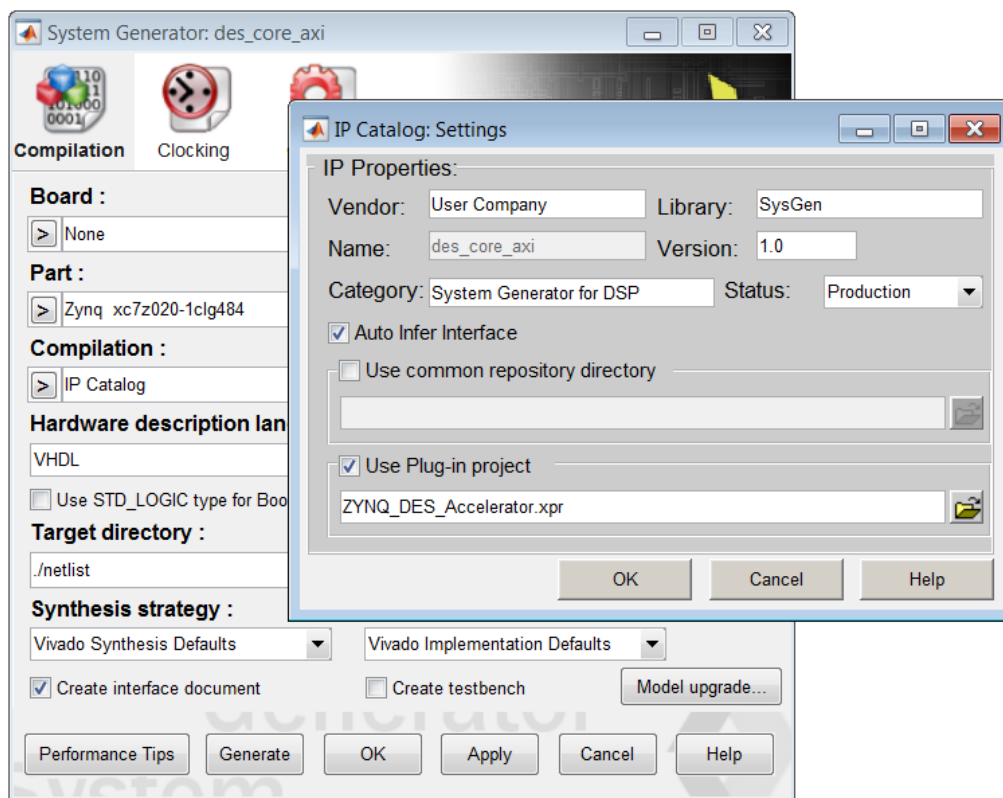 System Generator: des_core_axi
Compilation
Clocking
IP Catalog: Settings
IP Properties:
Vendor: User Company Library: SysGen
Name: des_core_axi Version: 1.0
Category: System Generator for DSP Status: Production
Auto Infer Interface
Use common repository directory
Use Plug-in project
ZYNQ_DES_Accelerator.xpr
OK Cancel Help
Board :
> None
Part :
> Zynq xc7z020-1clg484
Compilation :
> IP Catalog
Hardware description lan
VHDL
Use STD_LOGIC type for Boo
Target directory :
./netlist
Synthesis strategy :
Vivado Synthesis Defaults Vivado Implementation Defaults
Create interface document Create testbench Model upgrade...
Performance Tips Generate OK Apply Cancel Help
System Generator